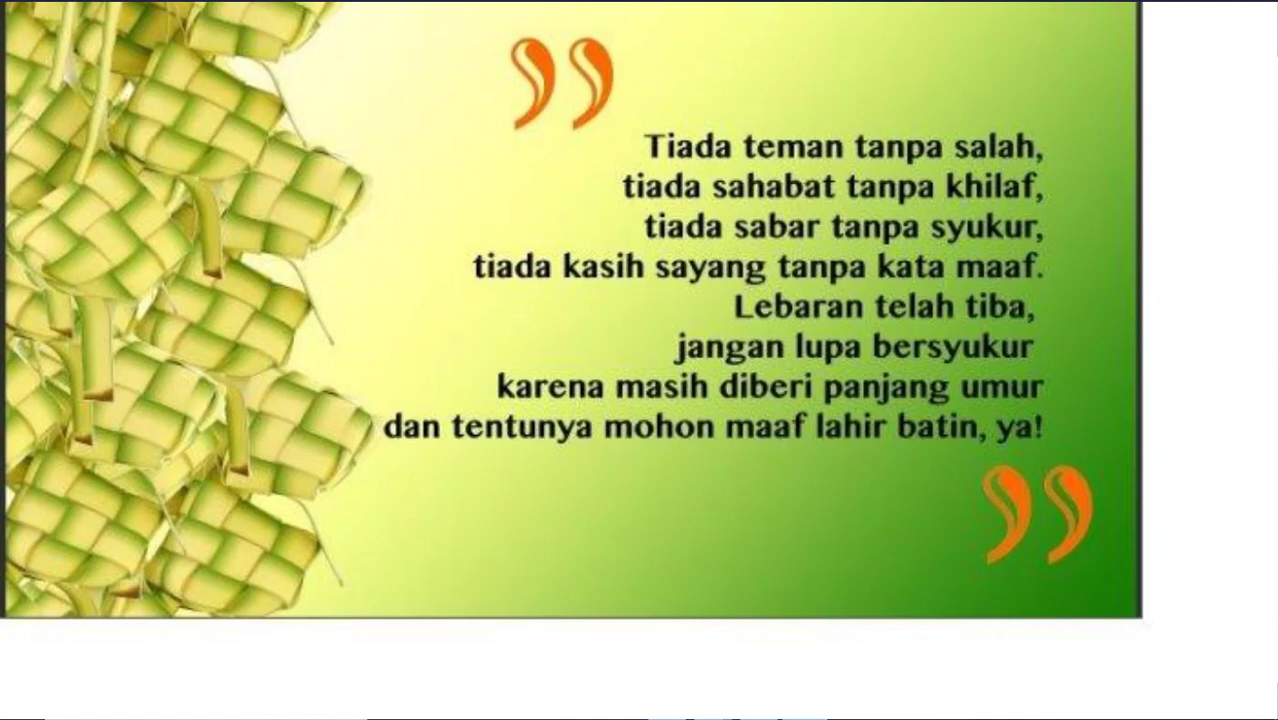 Tiada teman tanpa salah,
tiada sahabat tanpa khilaf,
tiada sabar tanpa syukur,
tiada kasih sayang tanpa kata maaf.
Lebaran telah tiba,
jangan lupa bersyukur
karena masih diberi panjang umur
dan tentunya mohon maaf lahir batin, ya!